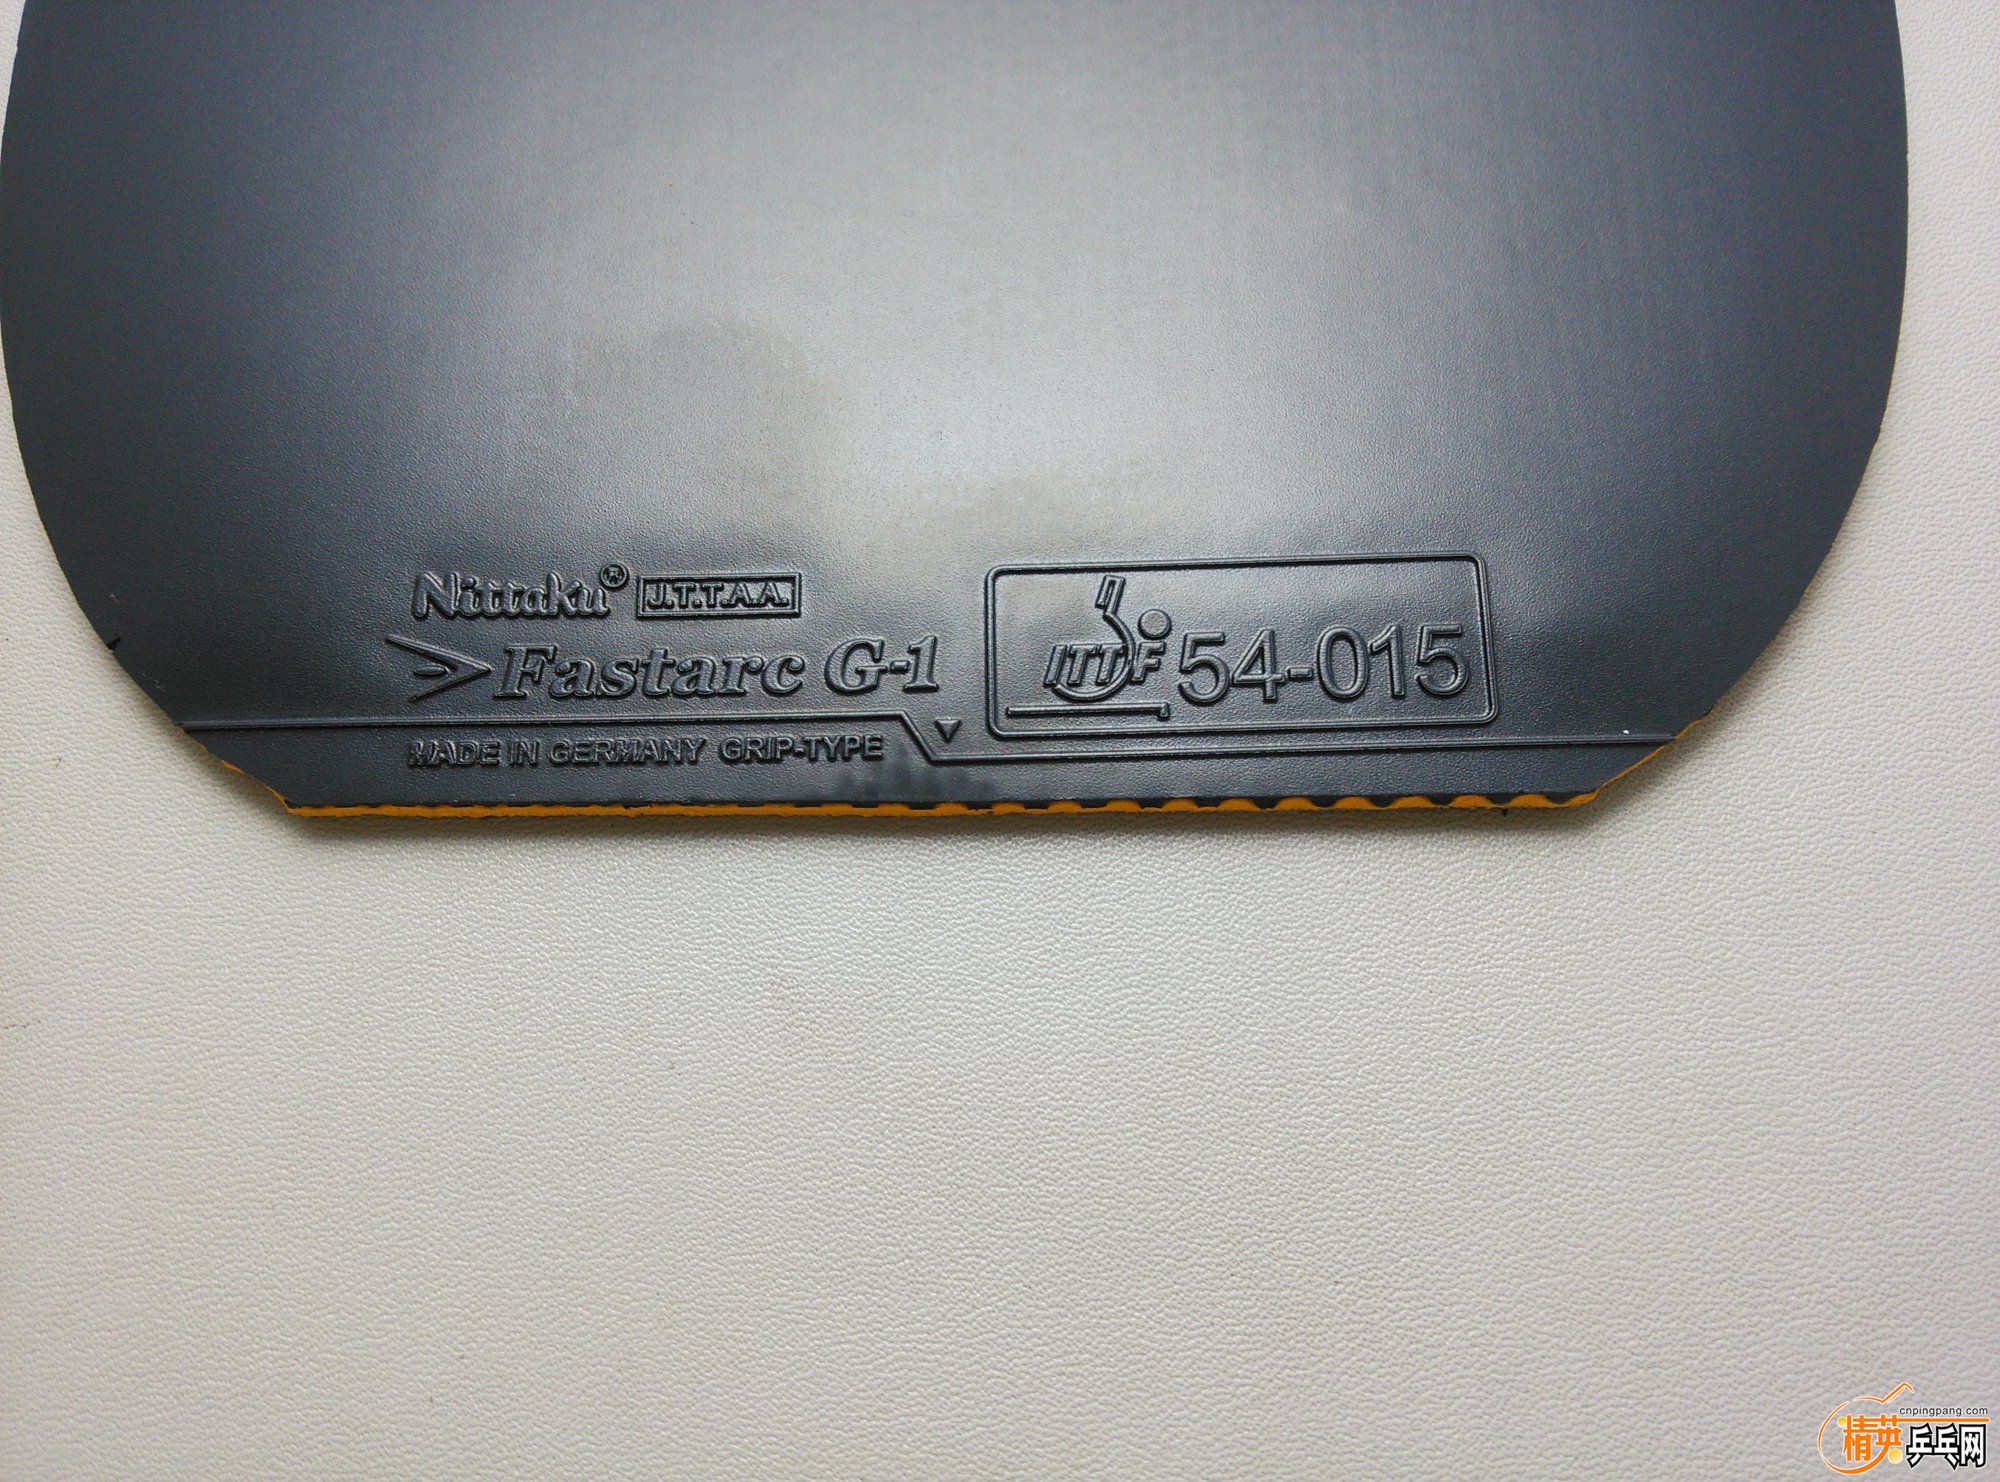 Nittaku® J.T.T.A.A.
Fastarc G-1
ITTF 54-015
MADE IN GERMANY GRIP-TYPE
cnpingpang.com
精英乒乓网